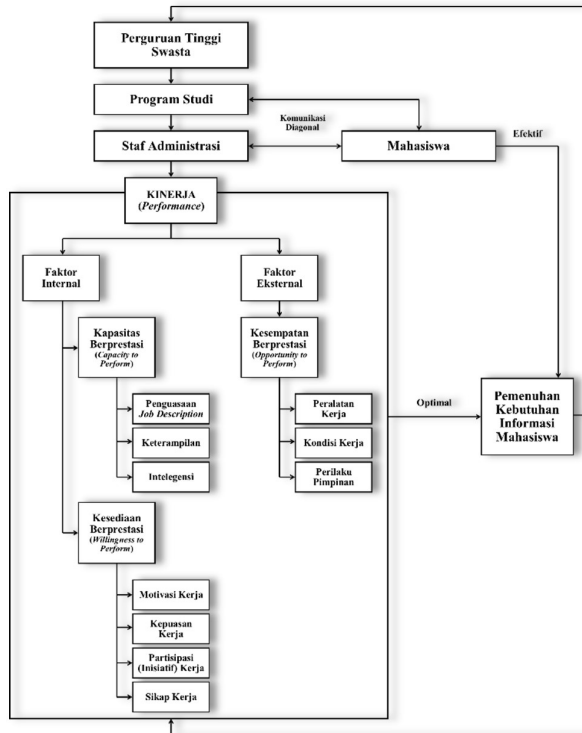 Perguruan Tinggi
Swasta
Program Studi
Komunikasi
Diagonal
Staf Administrasi
Mahasiswa
Efektif
KINERJA
(Performance)
Faktor
Internal
Faktor
Eksternal
Kapasitas
Berprestasi
(Capacity to
Perform)
Kesempatan
Berprestasi
(Opportunity to
Perform)
Penguasaan
Job Description
Keterampilan
Intelegensi
Peralatan
Kerja
Kondisi Kerja
Perilaku
Pimpinan
Optimal
Pemenuhan
Kebutuhan
Informasi
Mahasiswa
Kesediaan
Berprestasi
(Willingness to
Perform)
Motivasi Kerja
Kepuasan
Kerja
Partisipasi
(Inisiatif) Kerja
Sikap Kerja